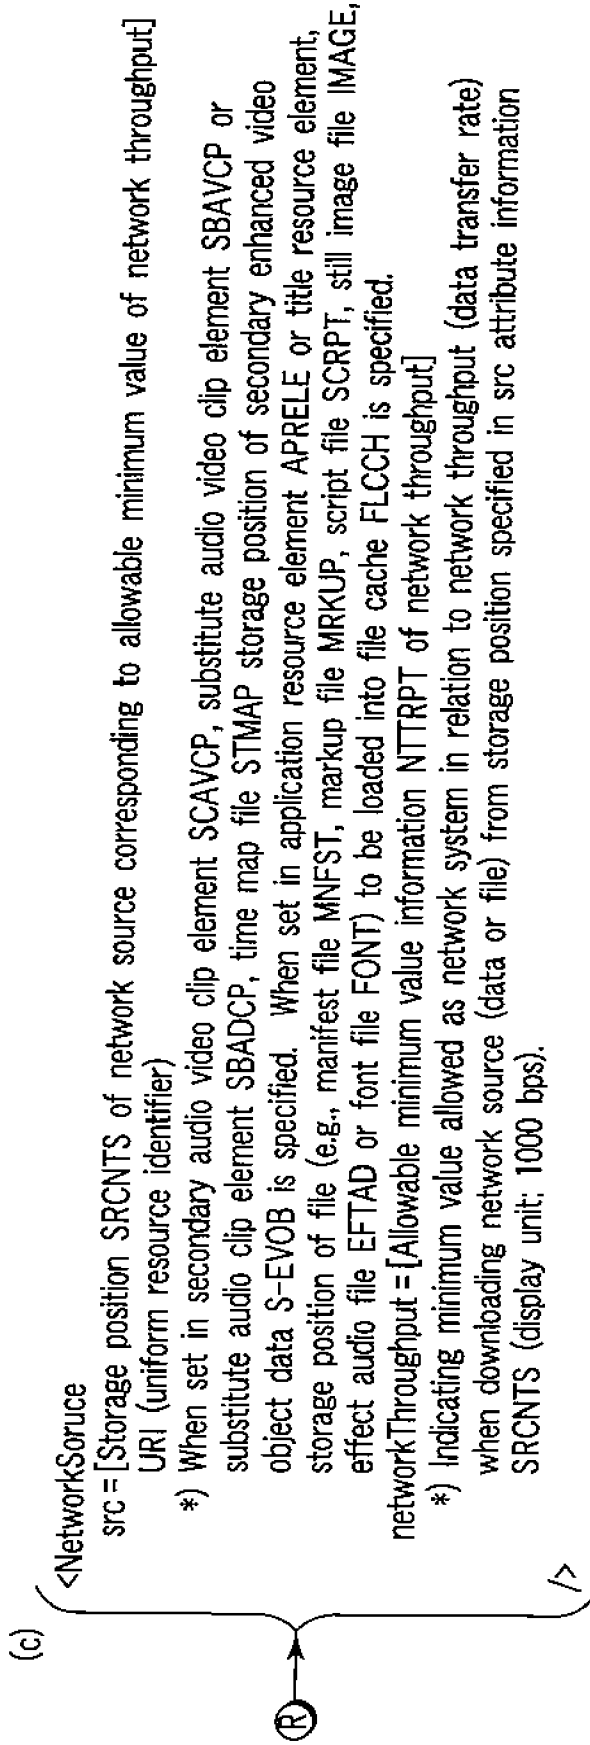 (c)
<NetworkSoruce
src=[Storage position SRCNTS of network source corresponding to allowable minimum value of network throughput]
URI (uniform resource identifier)
*) When set in secondary audio video clip element SCAVCP, substitute audio video clip element SBAVCP or
substitute audio clip element SBADCP, time map file STMAP storage position of secondary enhanced video
object data S-EVOB is specified. When set in application resource element APRELE or title resource element,
storage position of file (e.g., manifest file MNFST, markup file MRKUP, script file SCRPT, still image file IMAGE,
effect audio file EFTAD or font file FONT) to be loaded into file cache FLCCH is specified.
networkThroughput=[Allowable minimum value information NTTRPT of network throughput]
*) Indicating minimum value allowed as network system in relation to network throughput (data transfer rate)
when downloading network source (data or file) from storage position specified in src attribute information
SRCNTS (display unit: 1000 bps).
/>
R